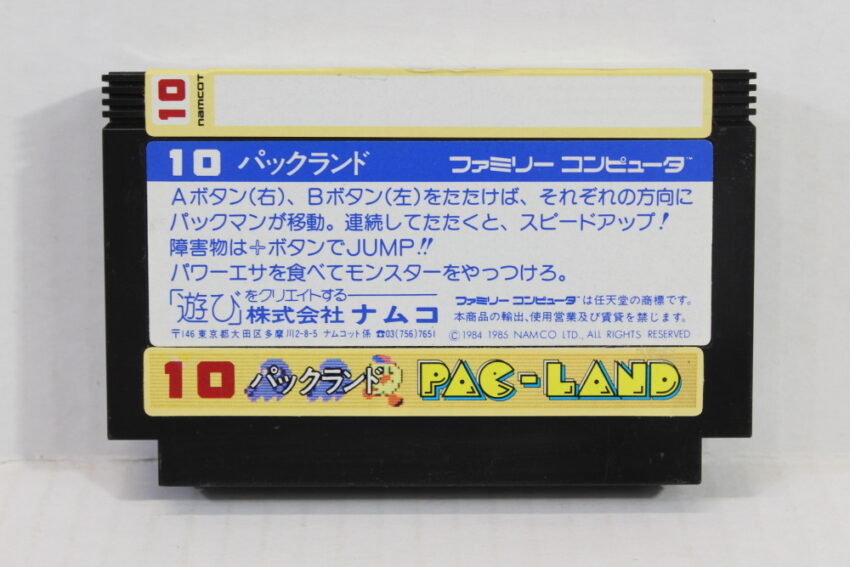 10 namcot
10 パックランド ファミリー コンピュータ™
Aボタン(右)、Bボタン(左)をたたけば、それぞれの方向に
パックマンが移動。連続してたたくと、スピードアップ!
障害物は✚ボタンでJUMP!!
パワーエサを食べてモンスターをやっつけろ。
「遊び」をクリエイトする
株式会社 ナムコ
〒146 東京都大田区多摩川2-8-5 ナムコット係 ☎03(756)7651
ファミリー コンピュータ™は任天堂の商標です。
本商品の輸出、使用営業及び賃貸を禁じます。
©1984 1985 NAMCO LTD., ALL RIGHTS RESERVED
10 パックランド PAC-LAND